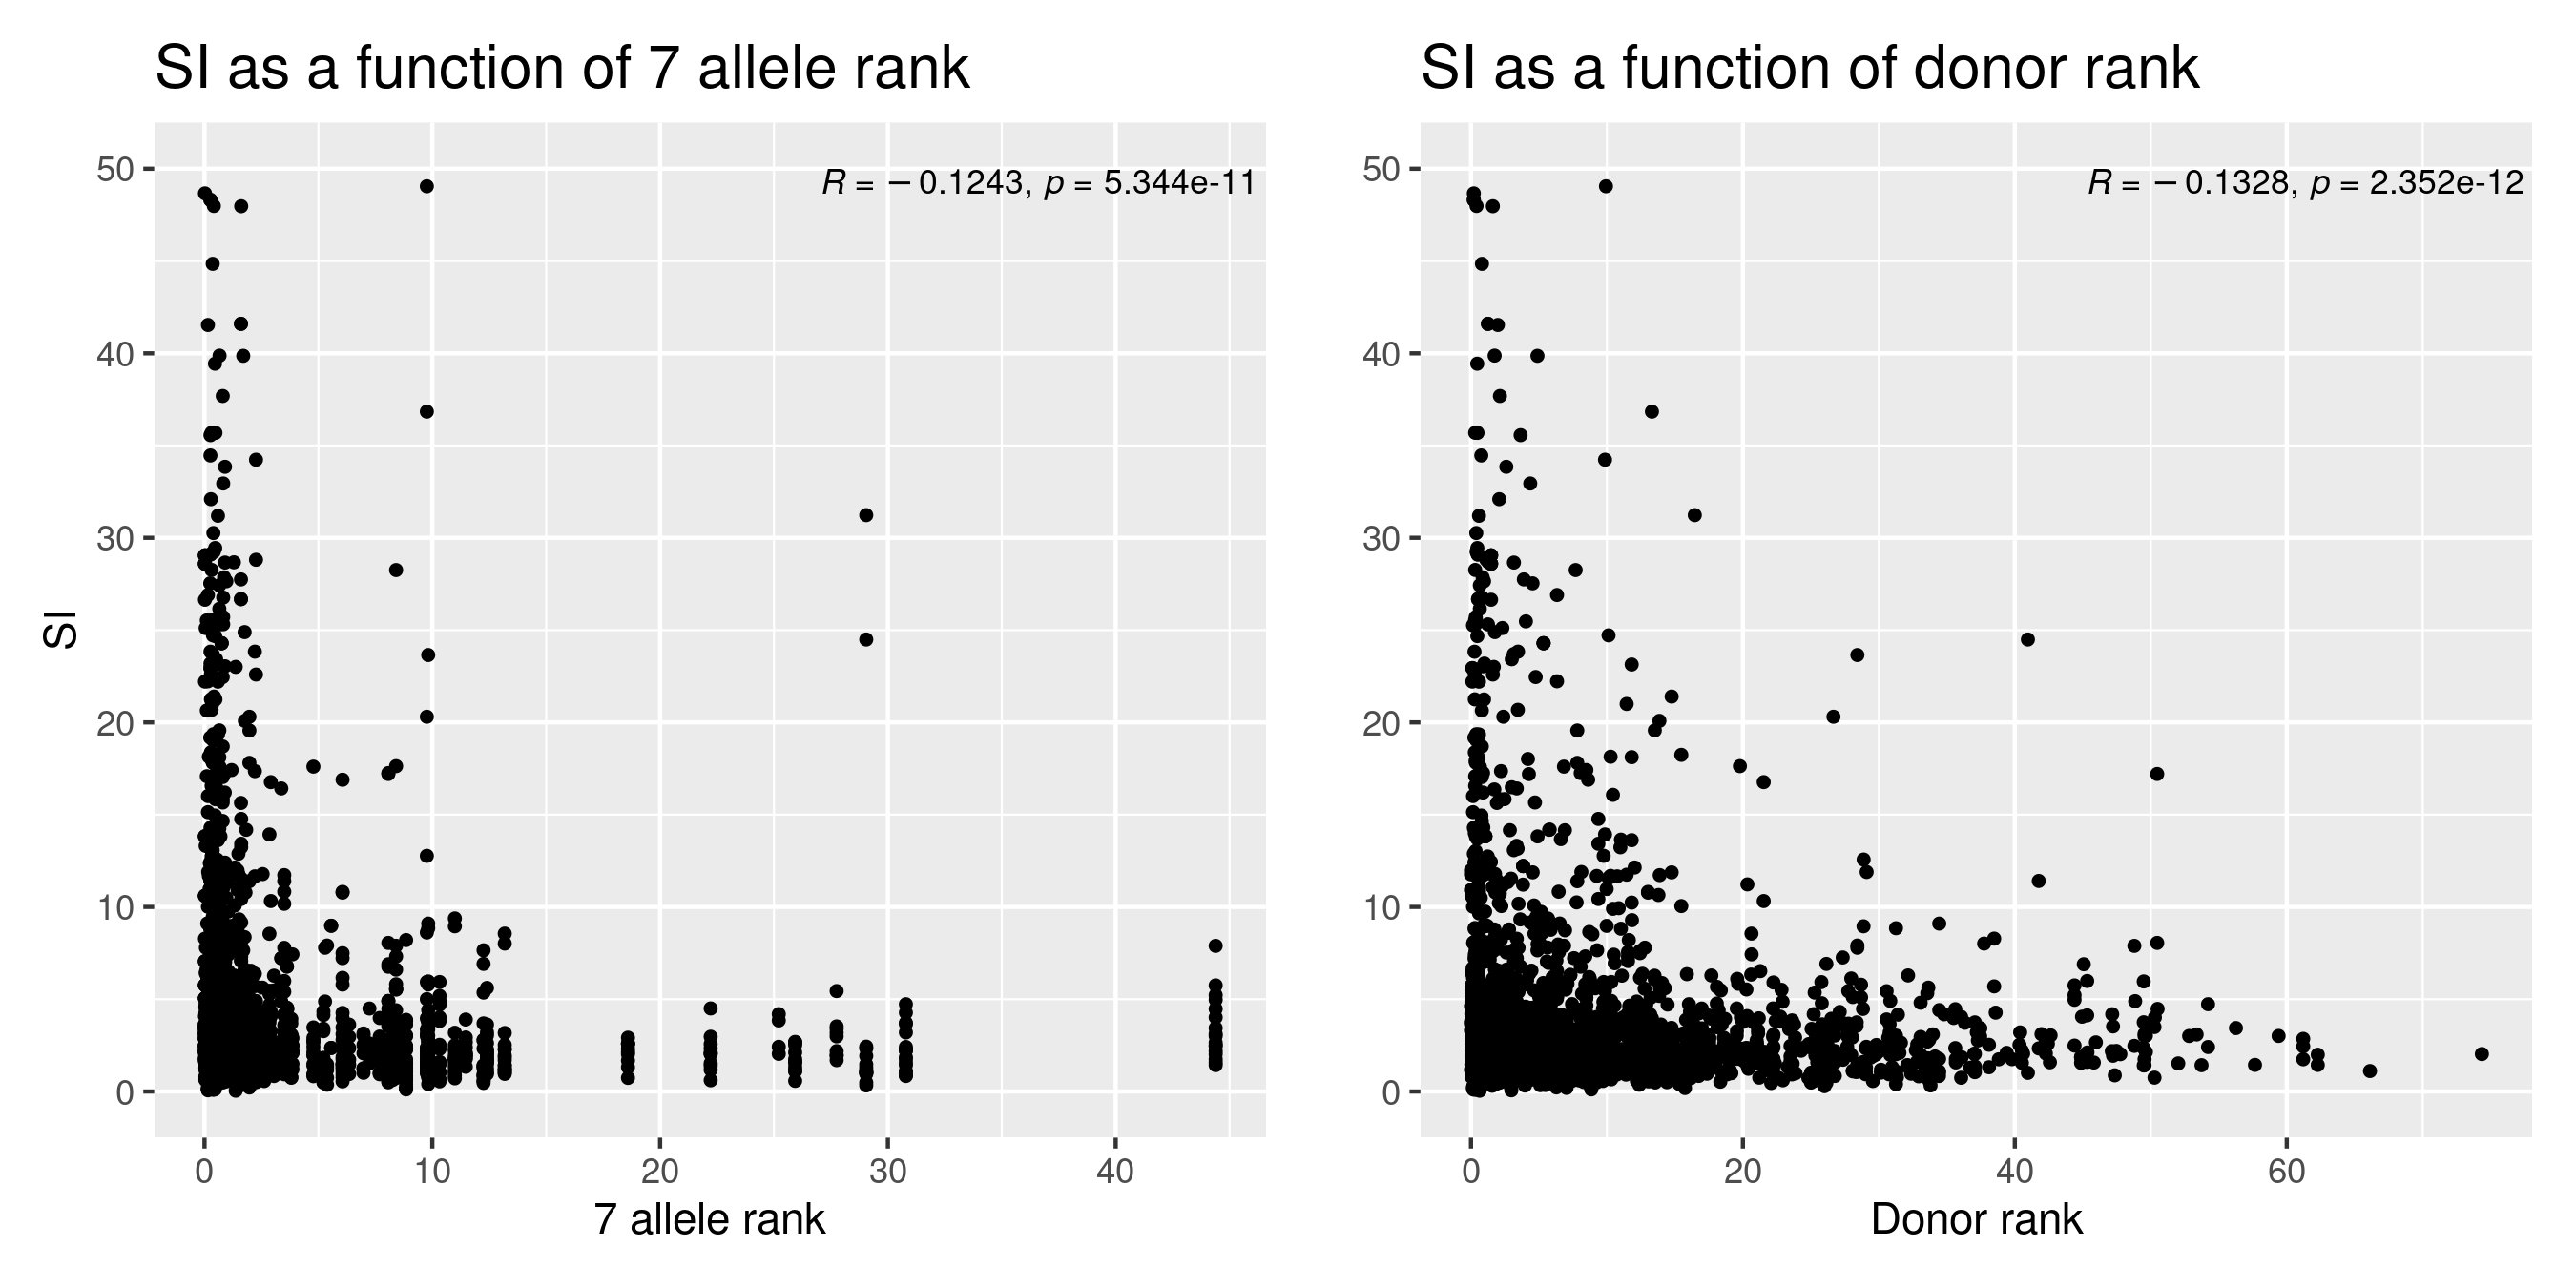 SI as a function of 7 allele rank
R = −0.1243, p = 5.344e-11
50
40
30
20
10
0
SI
0 10 20 30 40
7 allele rank
SI as a function of donor rank
R = −0.1328, p = 2.352e-12
50
40
30
20
10
0
0 20 40 60
Donor rank